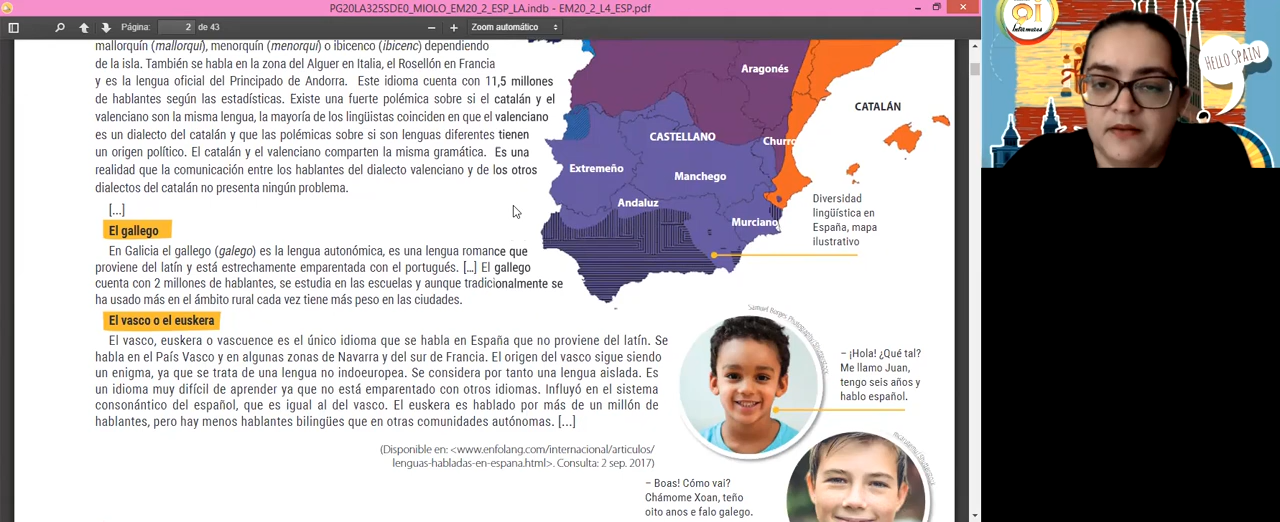 PG20LA325SDE0_MIOLO_EM20_2_ESP_LA.indb - EM20_2_L4_ESP.pdf
Página: 2 de 43
Zoom automático
mallorquín (mallorquí), menorquín (menorquí) o ibicenco (ibicenc) dependiendo
de la isla. También se habla en la zona del Alguer en Italia, el Rosellón en Francia
y es la lengua oficial del Principado de Andorra. Este idioma cuenta con 11,5 millones
de hablantes según las estadísticas. Existe una fuerte polémica sobre si el catalán y el
valenciano son la misma lengua, la mayoría de los lingüistas coinciden en que el valenciano
es un dialecto del catalán y que las polémicas sobre si son lenguas diferentes tienen
un origen político. El catalán y el valenciano comparten la misma gramática. Es una
realidad que la comunicación entre los hablantes del dialecto valenciano y de los otros
dialectos del catalán no presenta ningún problema.
[...]
El gallego
En Galicia el gallego (galego) es la lengua autonómica, es una lengua romance que
proviene del latín y está estrechamente emparentada con el portugués. [...] El gallego
cuenta con 2 millones de hablantes, se estudia en las escuelas y aunque tradicionalmente se
ha usado más en el ámbito rural cada vez tiene más peso en las ciudades.
El vasco o el euskera
El vasco, euskera o vascuence es el único idioma que se habla en España que no proviene del latín. Se
habla en el País Vasco y en algunas zonas de Navarra y del sur de Francia. El origen del vasco sigue siendo
un enigma, ya que se trata de una lengua no indoeuropea. Se considera por tanto una lengua aislada. Es
un idioma muy difícil de aprender ya que no está emparentado con otros idiomas. Influyó en el sistema
consonántico del español, que es igual al del vasco. El euskera es hablado por más de un millón de
hablantes, pero hay menos hablantes bilingües que en otras comunidades autónomas. [...]
(Disponible en: <www.enfolang.com/internacional/articulos/
lenguas-habladas-en-espana.html>. Consulta: 2 sep. 2017)
Aragonés
CATALÁN
CASTELLANO
Churro
Extremeño
Manchego
Andaluz
Murciano
Diversidad
lingüística en
España, mapa
ilustrativo
– ¡Hola! ¿Qué tal?
Me llamo Juan,
tengo seis años y
hablo español.
– Boas! Cómo vai?
Chámome Xoan, teño
oito anos e falo galego.
HELLO SPAIN